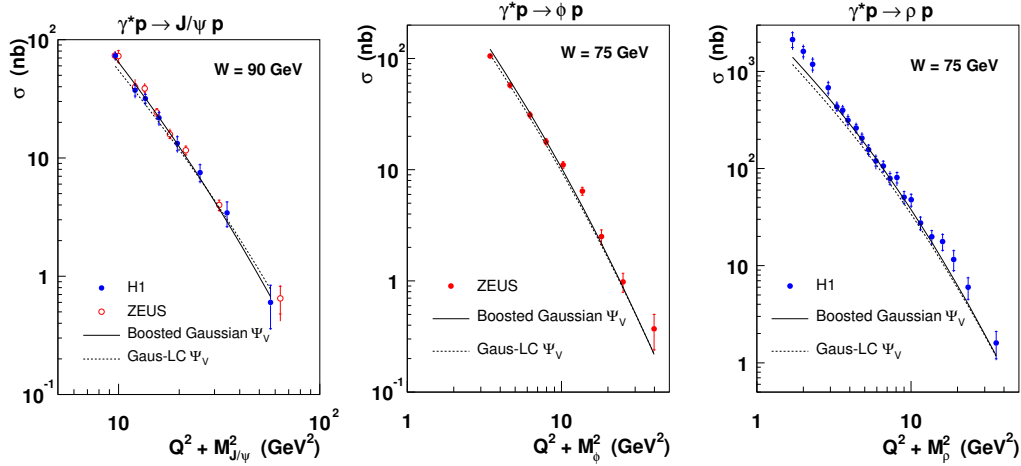 γ*p → J/ψ p
σ (nb)
W = 90 GeV
10²
10
1
10⁻¹
H1
ZEUS
Boosted Gaussian Ψ_V
Gaus-LC Ψ_V
10
10²
Q² + M²_{J/ψ} (GeV²)
γ*p → ϕ p
σ (nb)
W = 75 GeV
10²
10
1
10⁻¹
ZEUS
Boosted Gaussian Ψ_V
Gaus-LC Ψ_V
1
10
Q² + M²_ϕ (GeV²)
γ*p → ρ p
σ (nb)
W = 75 GeV
10³
10²
10
1
H1
Boosted Gaussian Ψ_V
Gaus-LC Ψ_V
1
10
Q² + M²_ρ (GeV²)